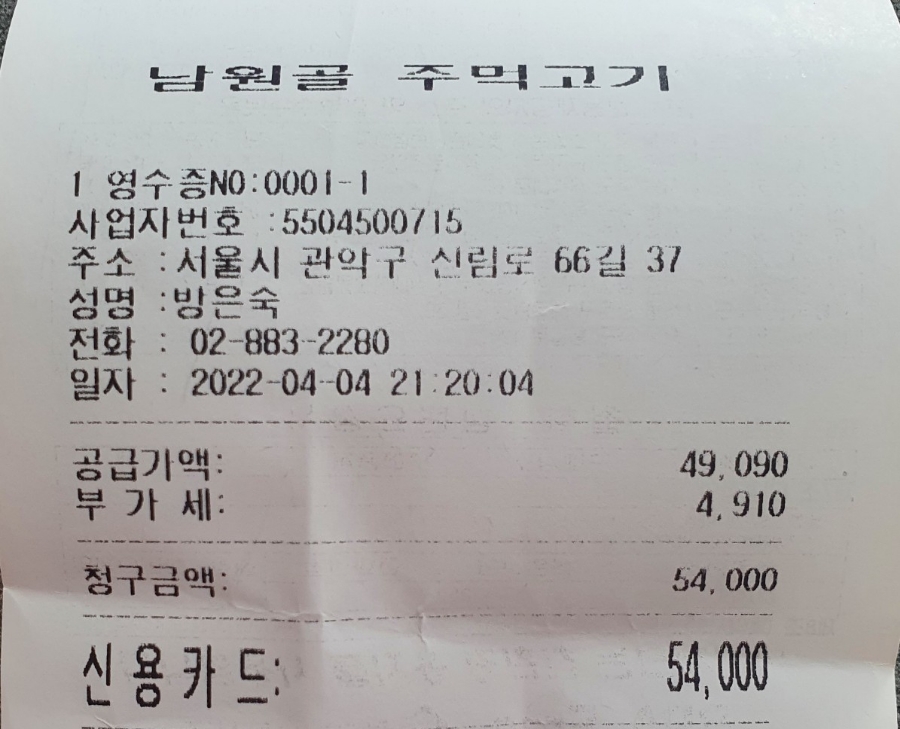 남원골 주먹고기
1 영수증NO:0001-1
사업자번호 :5504500715
주소 :서울시 관악구 신림로 66길 37
성명 :방은숙
전화 : 02-883-2280
일자 : 2022-04-04 21:20:04
공급가액: 49,090
부 가 세: 4,910
청구금액: 54,000
신용카드: 54,000